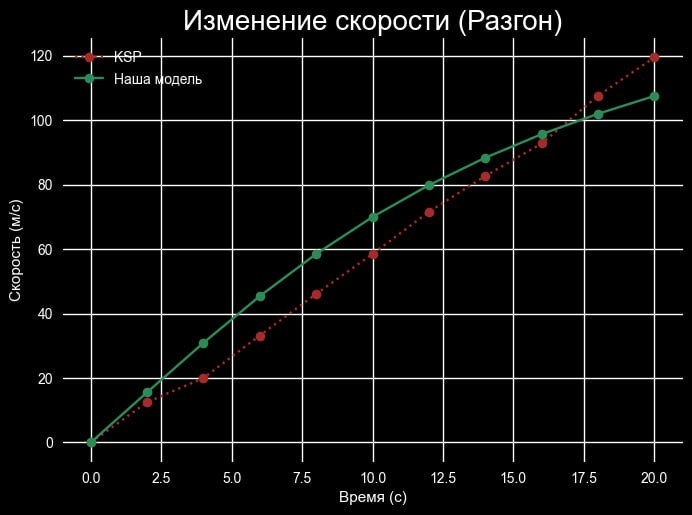 Изменение скорости (Разгон)
KSP
Наша модель
120
100
80
60
40
20
0
Скорость (м/с)
0.0 2.5 5.0 7.5 10.0 12.5 15.0 17.5 20.0
Время (с)